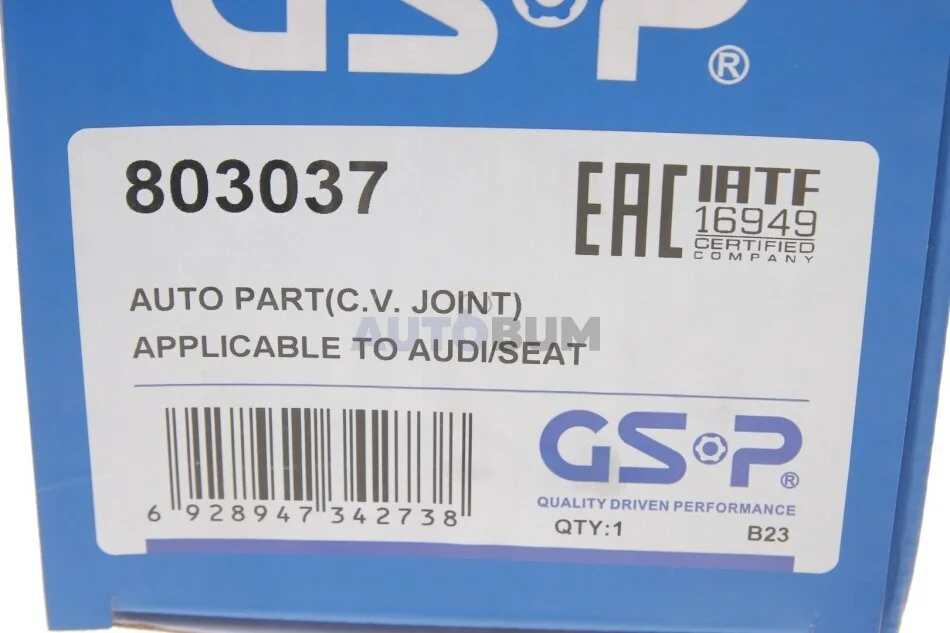 GSP®
803037
EAC
IATF
16949
CERTIFIED
COMPANY
AUTO PART(C.V. JOINT)
AUTOBUM
APPLICABLE TO AUDI/SEAT
6 928947 342738
GSP®
QUALITY DRIVEN PERFORMANCE
QTY:1
B23